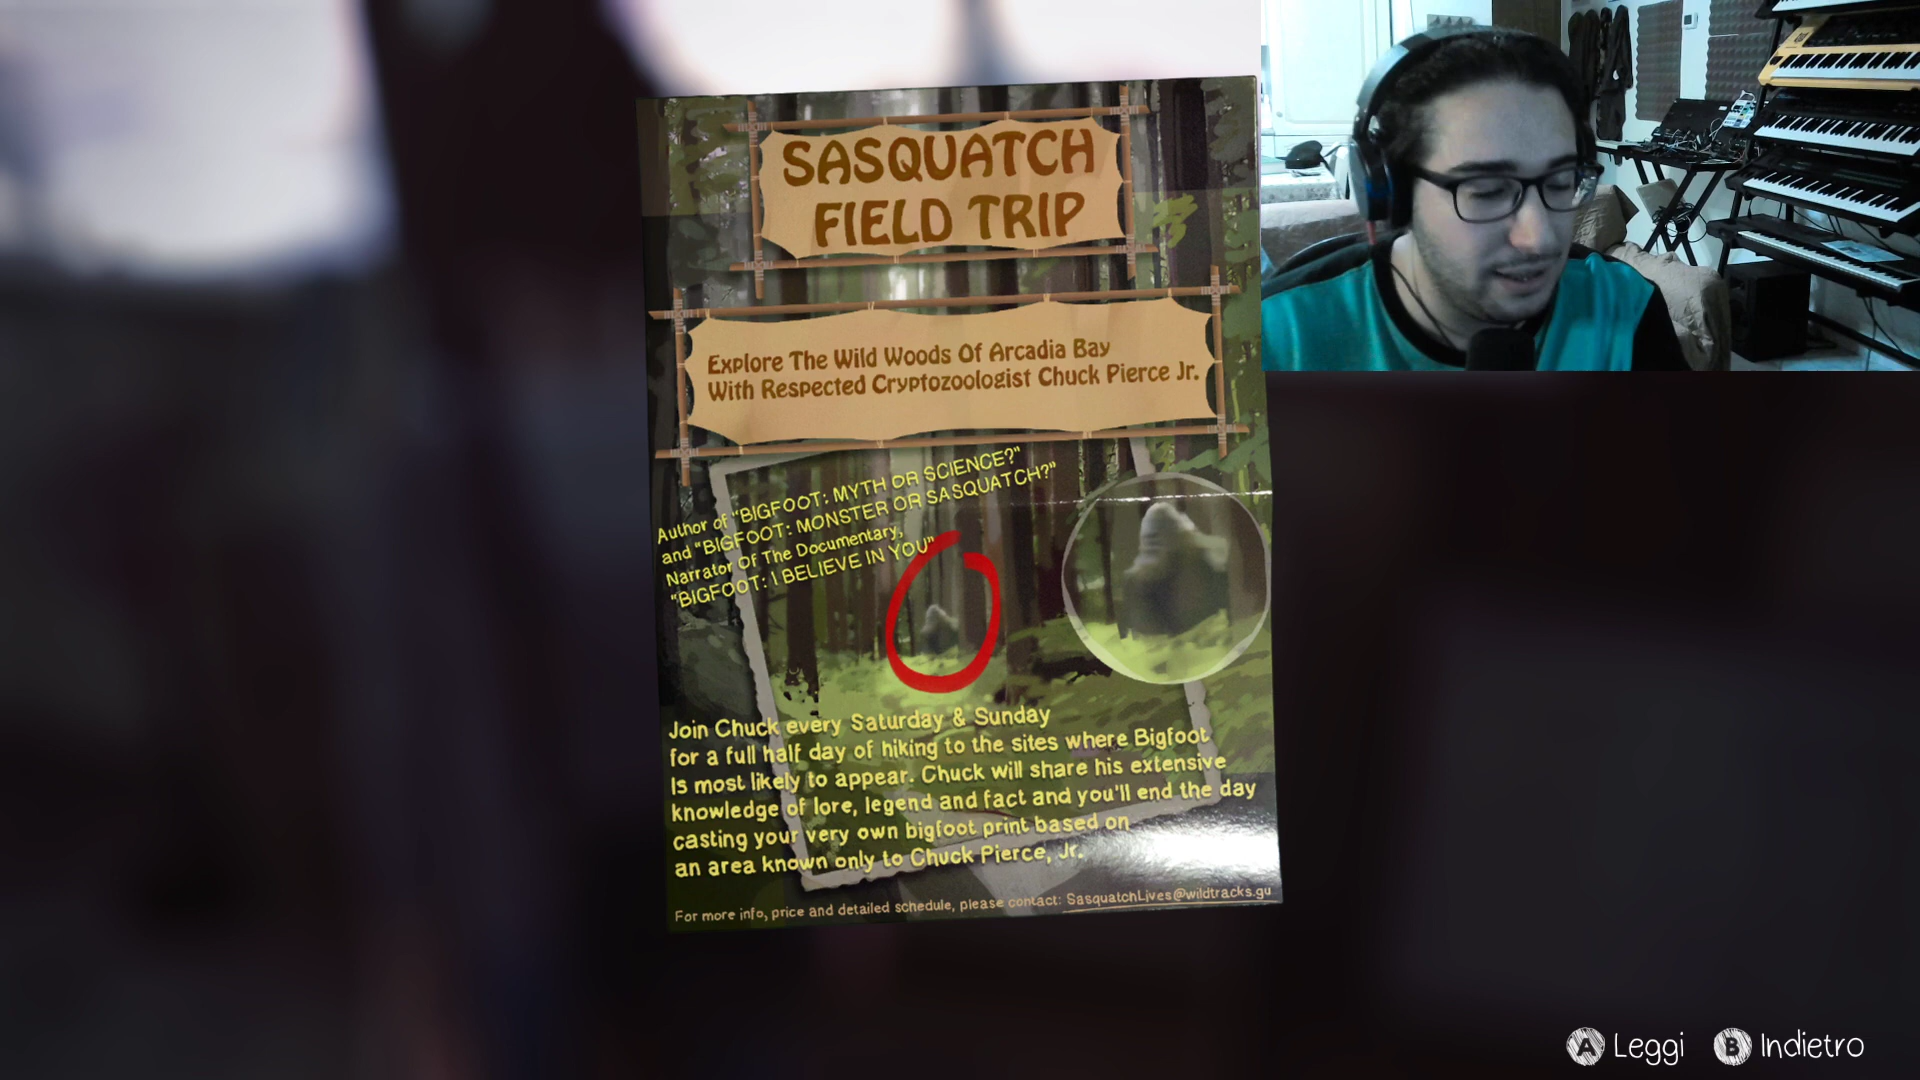 SASQUATCH
FIELD TRIP
Explore The Wild Woods Of Arcadia Bay
With Respected Cryptozoologist Chuck Pierce Jr.
Author of "BIGFOOT: MYTH OR SCIENCE?"
and "BIGFOOT: MONSTER OR SASQUATCH?"
Narrator Of The Documentary,
"BIGFOOT: I BELIEVE IN YOU"
Join Chuck every Saturday & Sunday
for a full half day of hiking to the sites where Bigfoot
Is most likely to appear. Chuck will share his extensive
knowledge of lore, legend and fact and you'll end the day
casting your very own bigfoot print based on
an area known only to Chuck Pierce, Jr.
For more info, price and detailed schedule, please contact: SasquatchLives@wildtracks.gu
A Leggi B Indietro